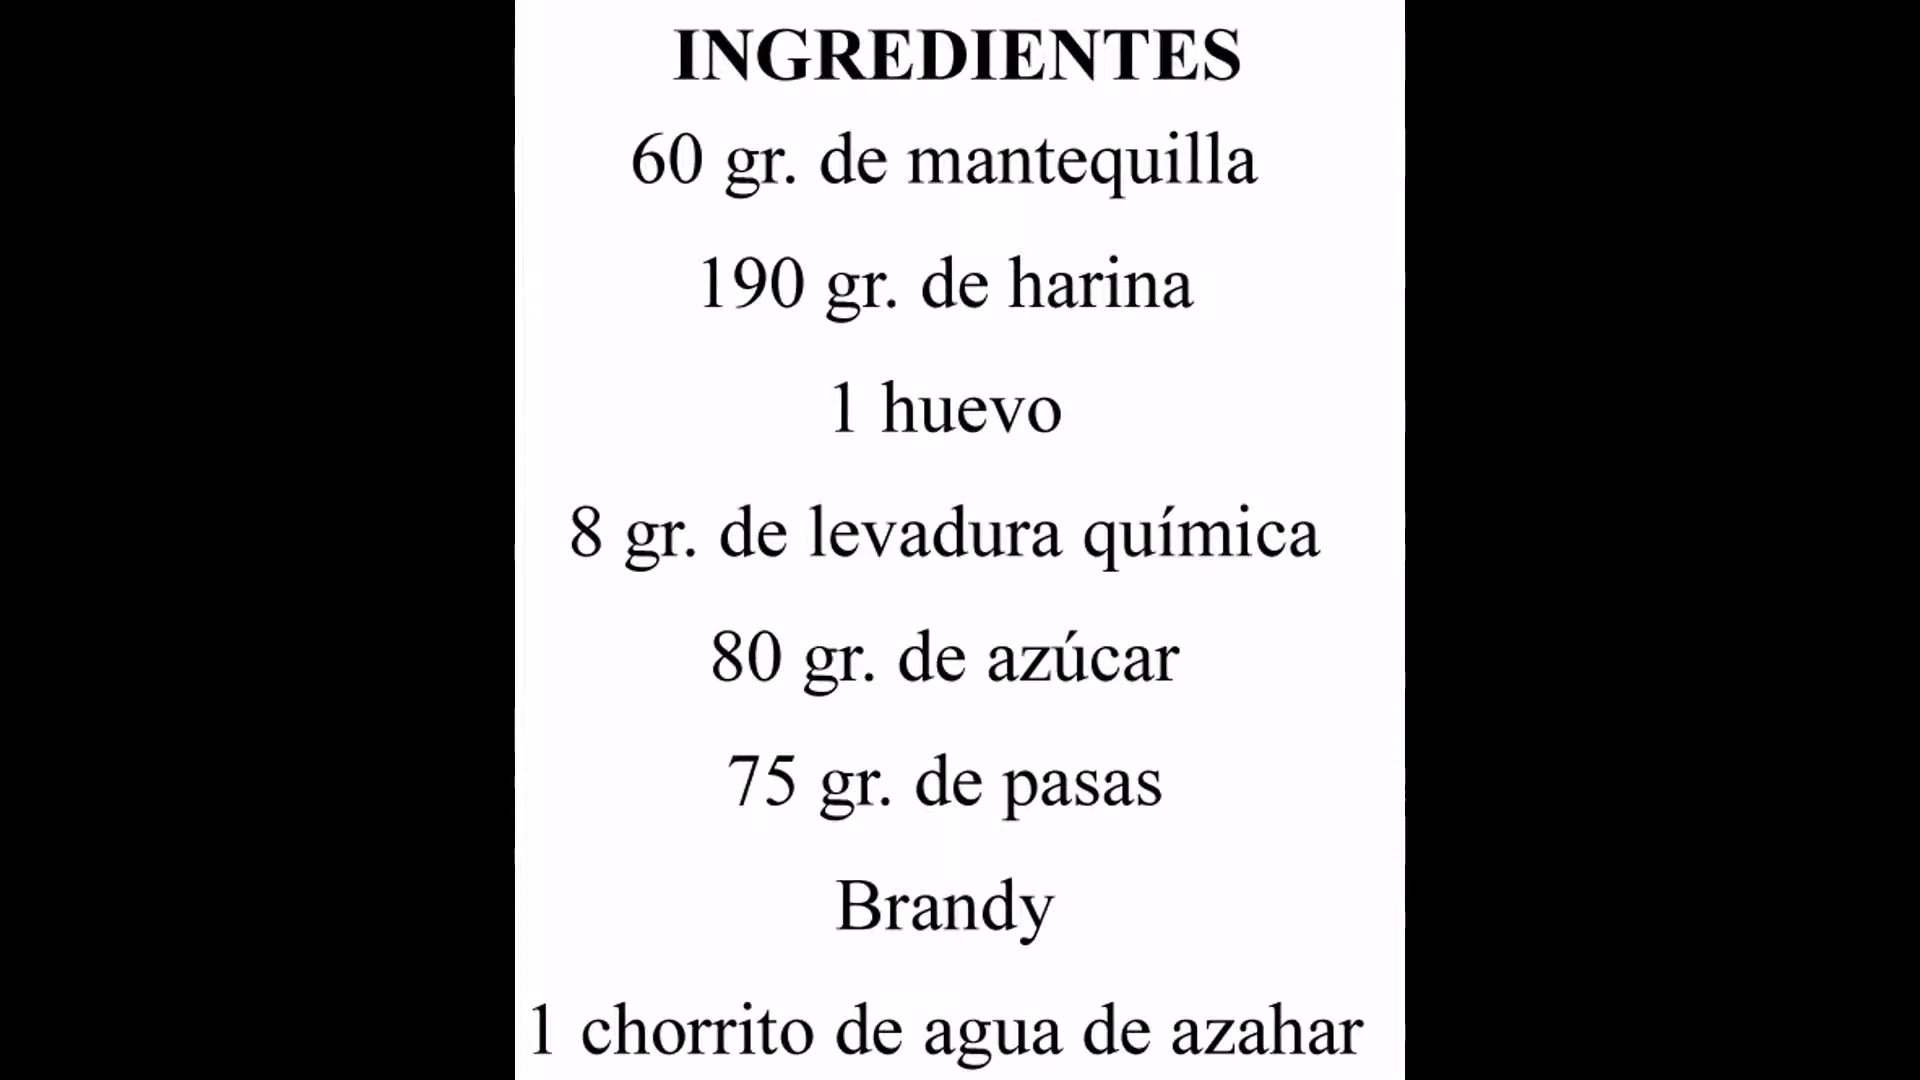 INGREDIENTES
60 gr. de mantequilla
190 gr. de harina
1 huevo
8 gr. de levadura química
80 gr. de azúcar
75 gr. de pasas
Brandy
1 chorrito de agua de azahar